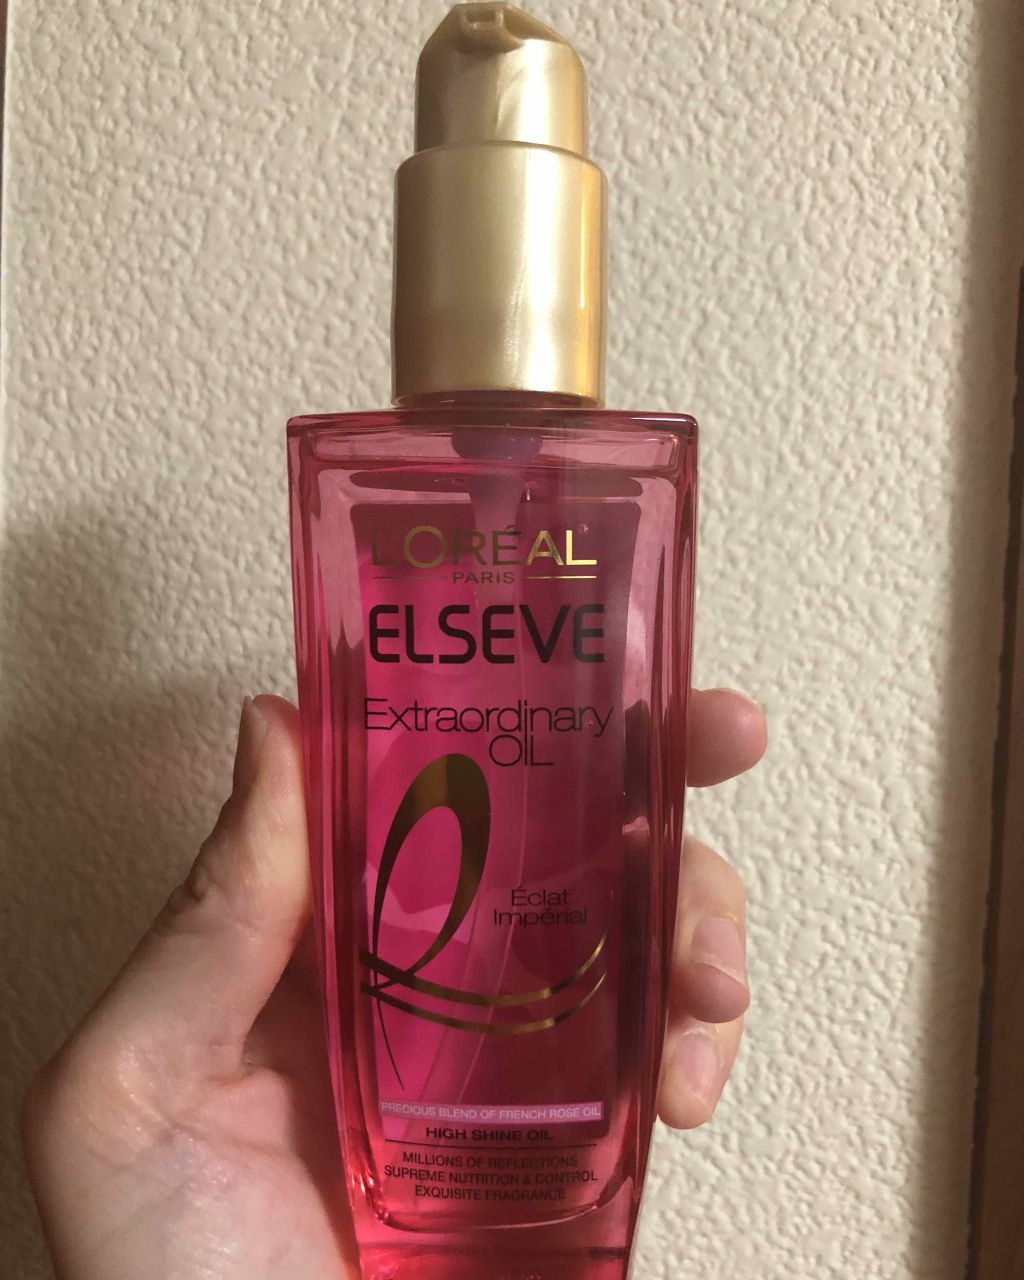 L'ORÉAL
PARIS
ELSEVE
Extraordinary
OIL
Éclat
Impérial
PRECIOUS BLEND OF FRENCH ROSE OIL
HIGH SHINE OIL
MILLIONS OF REFLECTIONS
SUPREME NUTRITION & CONTROL
EXQUISITE FRAGRANCE